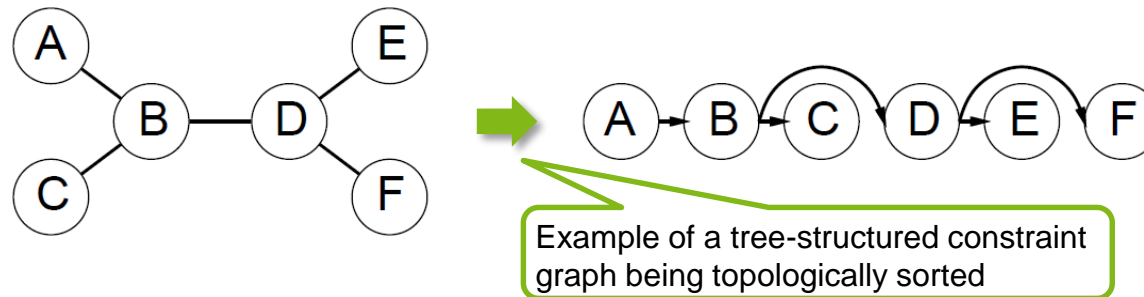 A
E
B
D
C
F
A B C D E F
Example of a tree-structured constraint
graph being topologically sorted